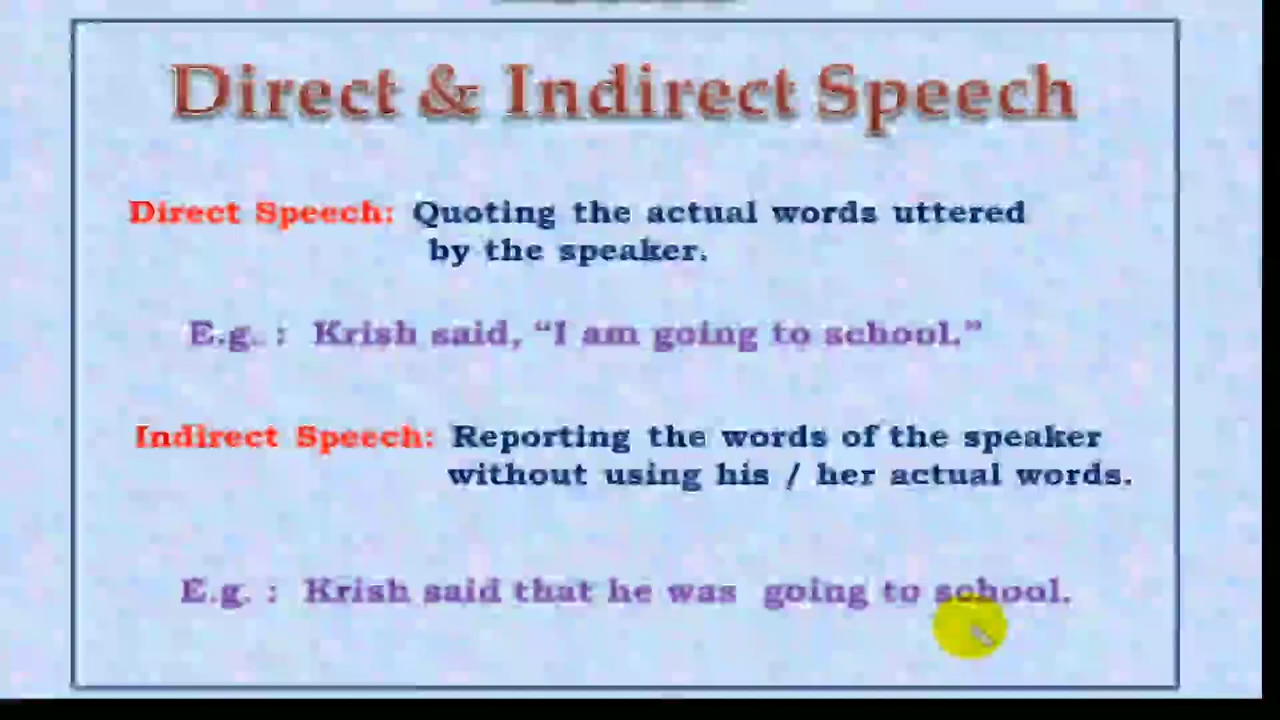 Direct & Indirect Speech
Direct Speech: Quoting the actual words uttered
by the speaker.
E.g. : Krish said, “I am going to school.”
Indirect Speech: Reporting the words of the speaker
without using his / her actual words.
E.g. : Krish said that he was going to school.